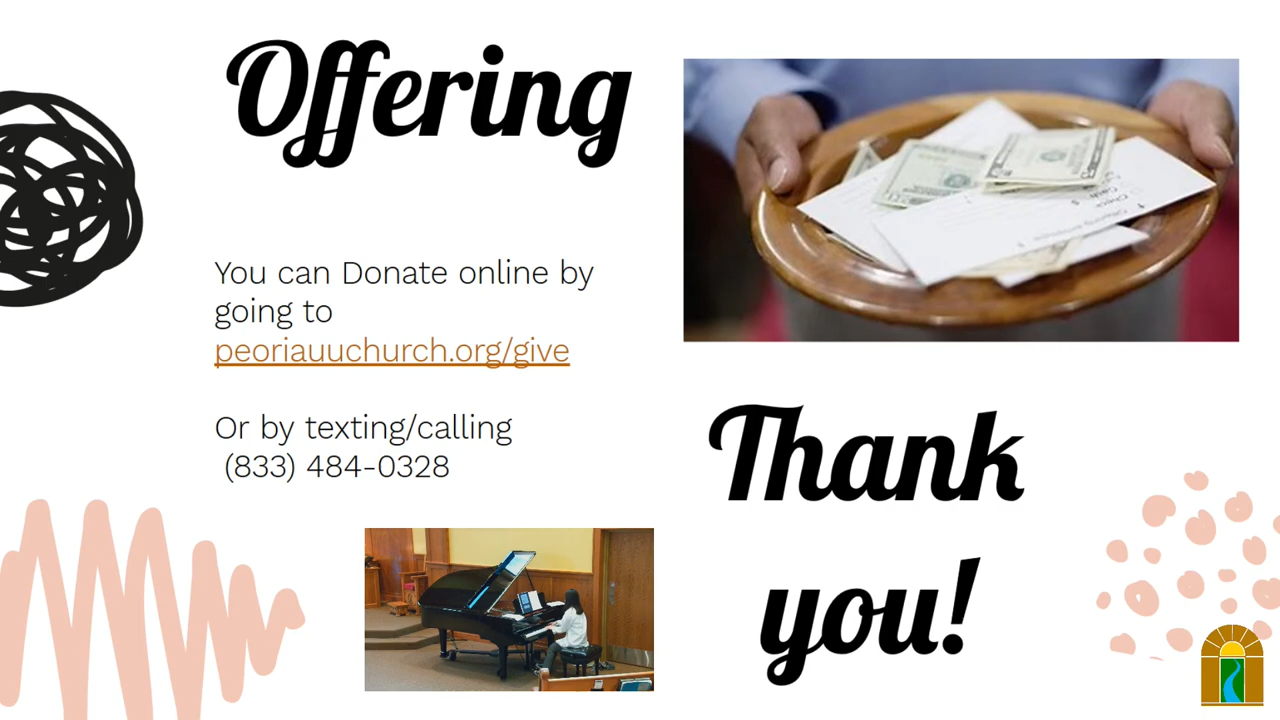 Offering
You can Donate online by
going to
peoriauuchurch.org/give
Or by texting/calling
(833) 484-0328
Thank
you!